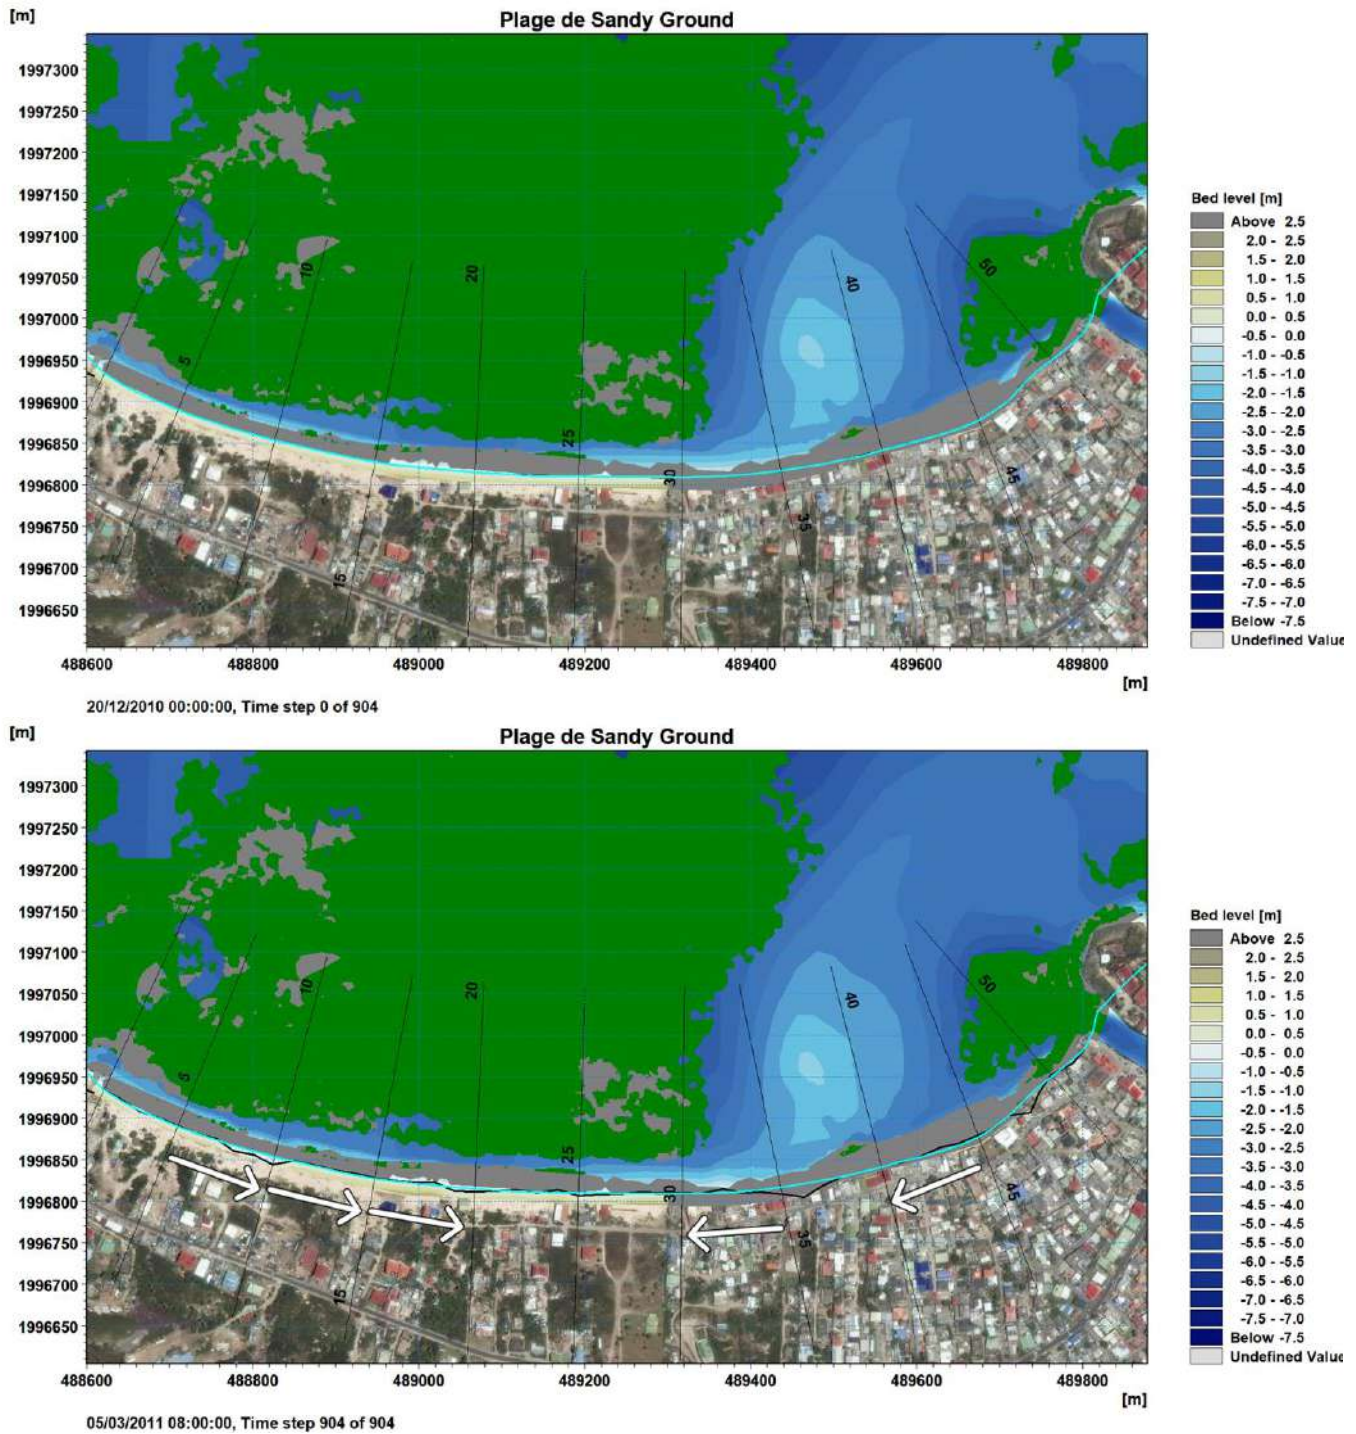 [m]
Plage de Sandy Ground
1997300
1997250
1997200
1997150
1997100
1997050
1997000
1996950
1996900
1996850
1996800
1996750
1996700
1996650
5
10
15
20
25
30
35
40
45
50
488600
488800
489000
489200
489400
489600
489800
[m]
Bed level [m]
Above 2.5
2.0 - 2.5
1.5 - 2.0
1.0 - 1.5
0.5 - 1.0
0.0 - 0.5
-0.5 - 0.0
-1.0 - -0.5
-1.5 - -1.0
-2.0 - -1.5
-2.5 - -2.0
-3.0 - -2.5
-3.5 - -3.0
-4.0 - -3.5
-4.5 - -4.0
-5.0 - -4.5
-5.5 - -5.0
-6.0 - -5.5
-6.5 - -6.0
-7.0 - -6.5
-7.5 - -7.0
Below -7.5
Undefined Value
20/12/2010 00:00:00, Time step 0 of 904
[m]
Plage de Sandy Ground
1997300
1997250
1997200
1997150
1997100
1997050
1997000
1996950
1996900
1996850
1996800
1996750
1996700
1996650
5
10
15
20
25
30
35
40
45
50
488600
488800
489000
489200
489400
489600
489800
[m]
Bed level [m]
Above 2.5
2.0 - 2.5
1.5 - 2.0
1.0 - 1.5
0.5 - 1.0
0.0 - 0.5
-0.5 - 0.0
-1.0 - -0.5
-1.5 - -1.0
-2.0 - -1.5
-2.5 - -2.0
-3.0 - -2.5
-3.5 - -3.0
-4.0 - -3.5
-4.5 - -4.0
-5.0 - -4.5
-5.5 - -5.0
-6.0 - -5.5
-6.5 - -6.0
-7.0 - -6.5
-7.5 - -7.0
Below -7.5
Undefined Value
05/03/2011 08:00:00, Time step 904 of 904